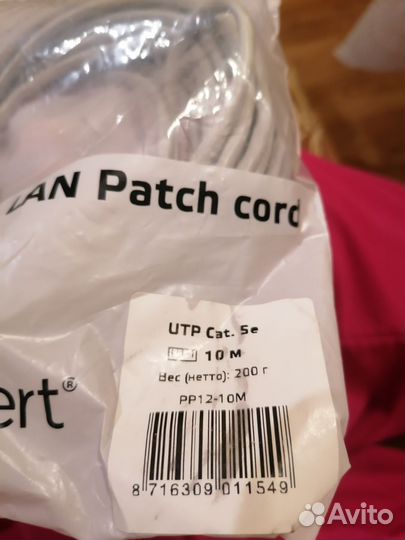 LAN Patch cord
UTP Cat. 5e
10 м
Вес (нетто): 200 г
ert®
PP12-10M
8 716309 011549
Avito